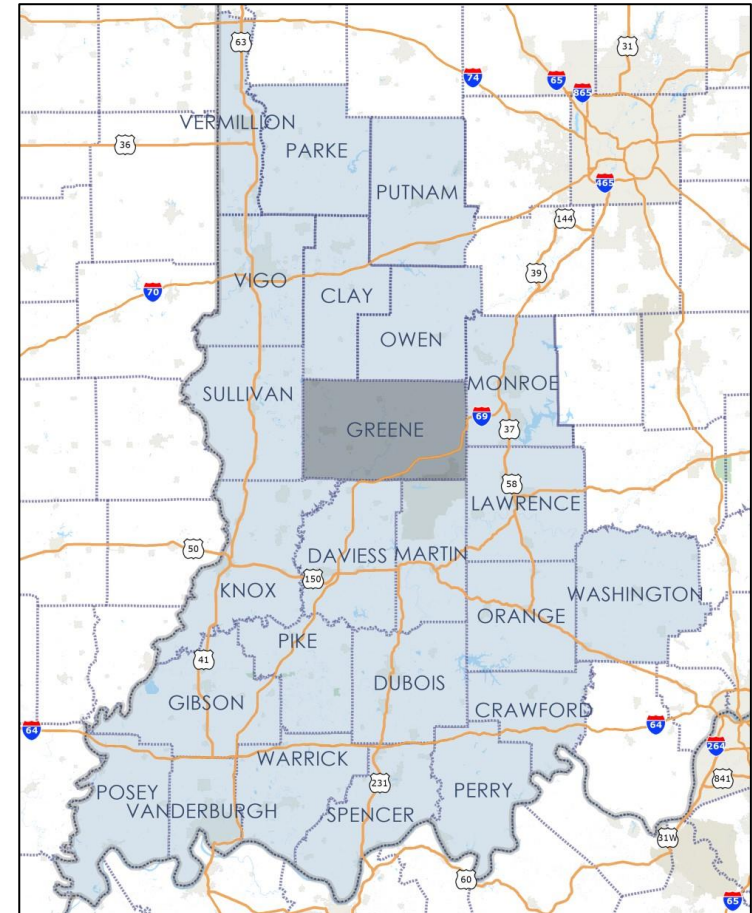 63
31
74
65
865
VERMILLION
36
PARKE
PUTNAM
465
144
39
VIGO
70
CLAY
OWEN
SULLIVAN
MONROE
GREENE
69
37
58
LAWRENCE
50
DAVIESS
MARTIN
150
KNOX
WASHINGTON
ORANGE
PIKE
41
DUBOIS
GIBSON
CRAWFORD
64
64
264
WARRICK
841
POSEY
231
PERRY
VANDERBURGH
SPENCER
31W
60
65